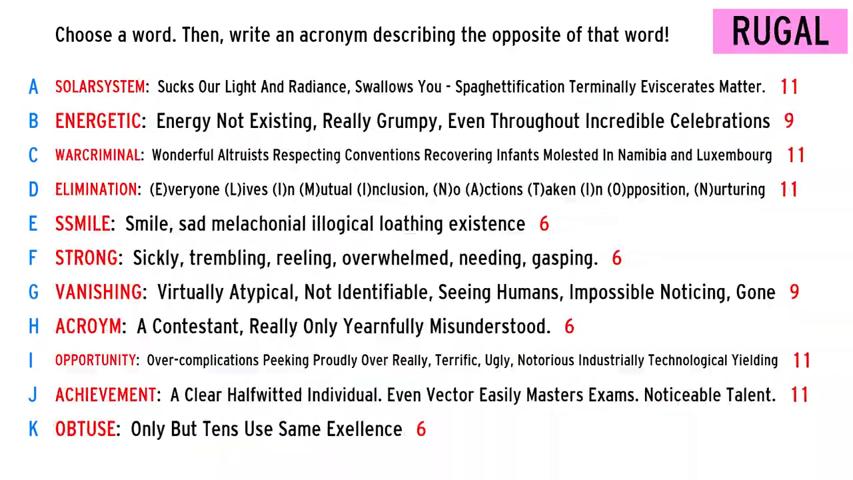 Choose a word. Then, write an acronym describing the opposite of that word!
RUGAL
A SOLARSYSTEM: Sucks Our Light And Radiance, Swallows You - Spaghettification Terminally Eviscerates Matter. 11
B ENERGETIC: Energy Not Existing, Really Grumpy, Even Throughout Incredible Celebrations 9
C WARCRIMINAL: Wonderful Altruists Respecting Conventions Recovering Infants Molested In Namibia and Luxembourg 11
D ELIMINATION: (E)veryone (L)ives (I)n (M)utual (I)nclusion, (N)o (A)ctions (T)aken (I)n (O)pposition, (N)urturing 11
E SSMILE: Smile, sad melachonial illogical loathing existence 6
F STRONG: Sickly, trembling, reeling, overwhelmed, needing, gasping. 6
G VANISHING: Virtually Atypical, Not Identifiable, Seeing Humans, Impossible Noticing, Gone 9
H ACROYM: A Contestant, Really Only Yearnfully Misunderstood. 6
I OPPORTUNITY: Over-complications Peeking Proudly Over Really, Terrific, Ugly, Notorious Industrially Technological Yielding 11
J ACHIEVEMENT: A Clear Halfwitted Individual. Even Vector Easily Masters Exams. Noticeable Talent. 11
K OBTUSE: Only But Tens Use Same Exellence 6